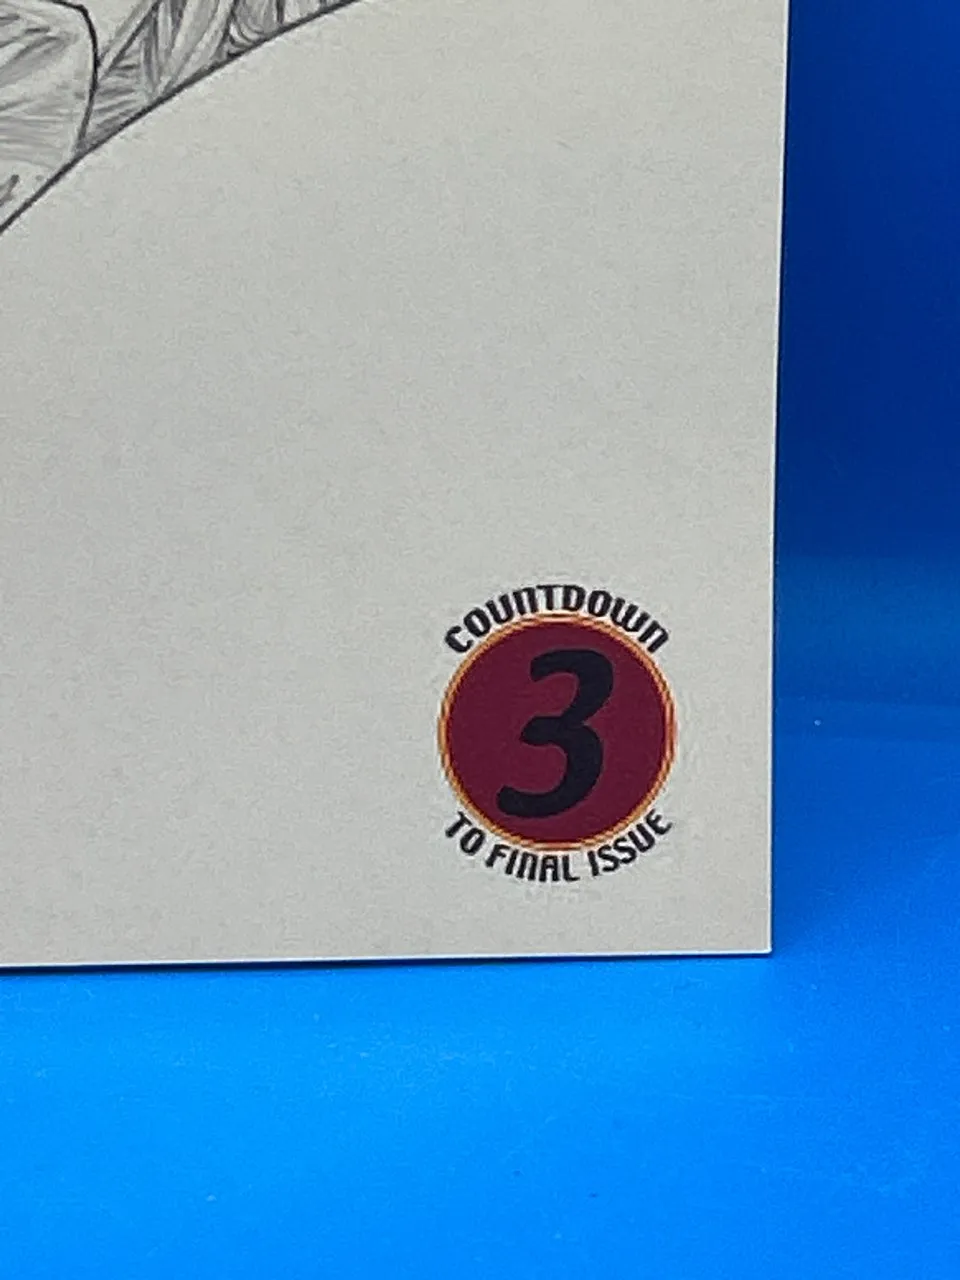 COUNTDOWN
3
TO FINAL ISSUE